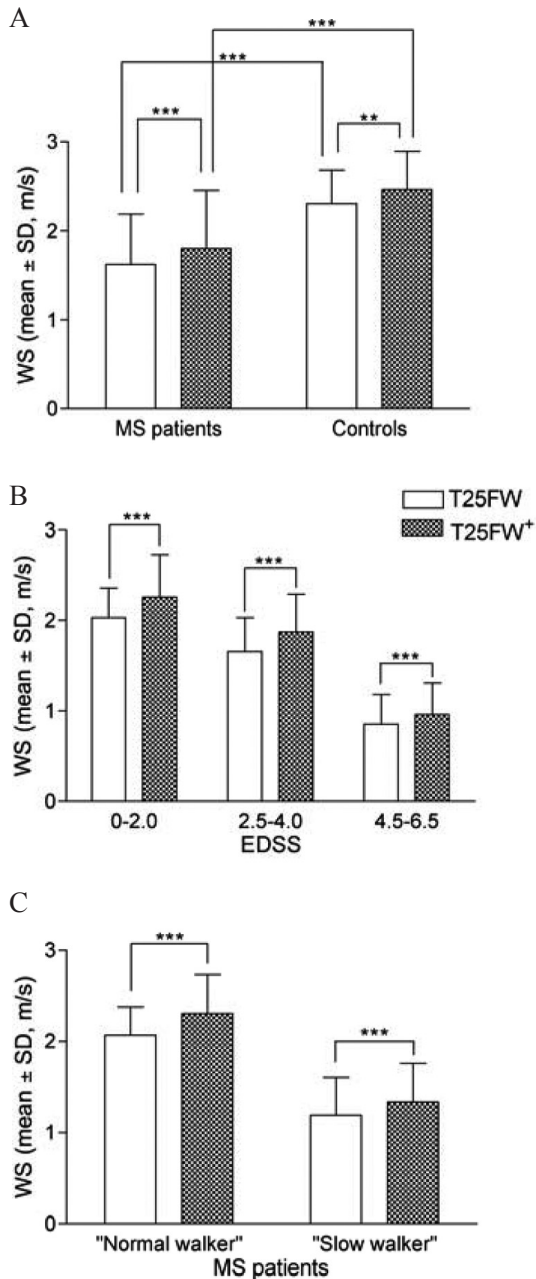 A
***
***
***
**
3
2
1
0
WS (mean ± SD, m/s)
MS patients Controls
B
T25FW
T25FW+
***
***
***
3
2
1
0
WS (mean ± SD, m/s)
0-2.0 2.5-4.0 4.5-6.5
EDSS
C
***
***
3
2
1
0
WS (mean ± SD, m/s)
"Normal walker" "Slow walker"
MS patients